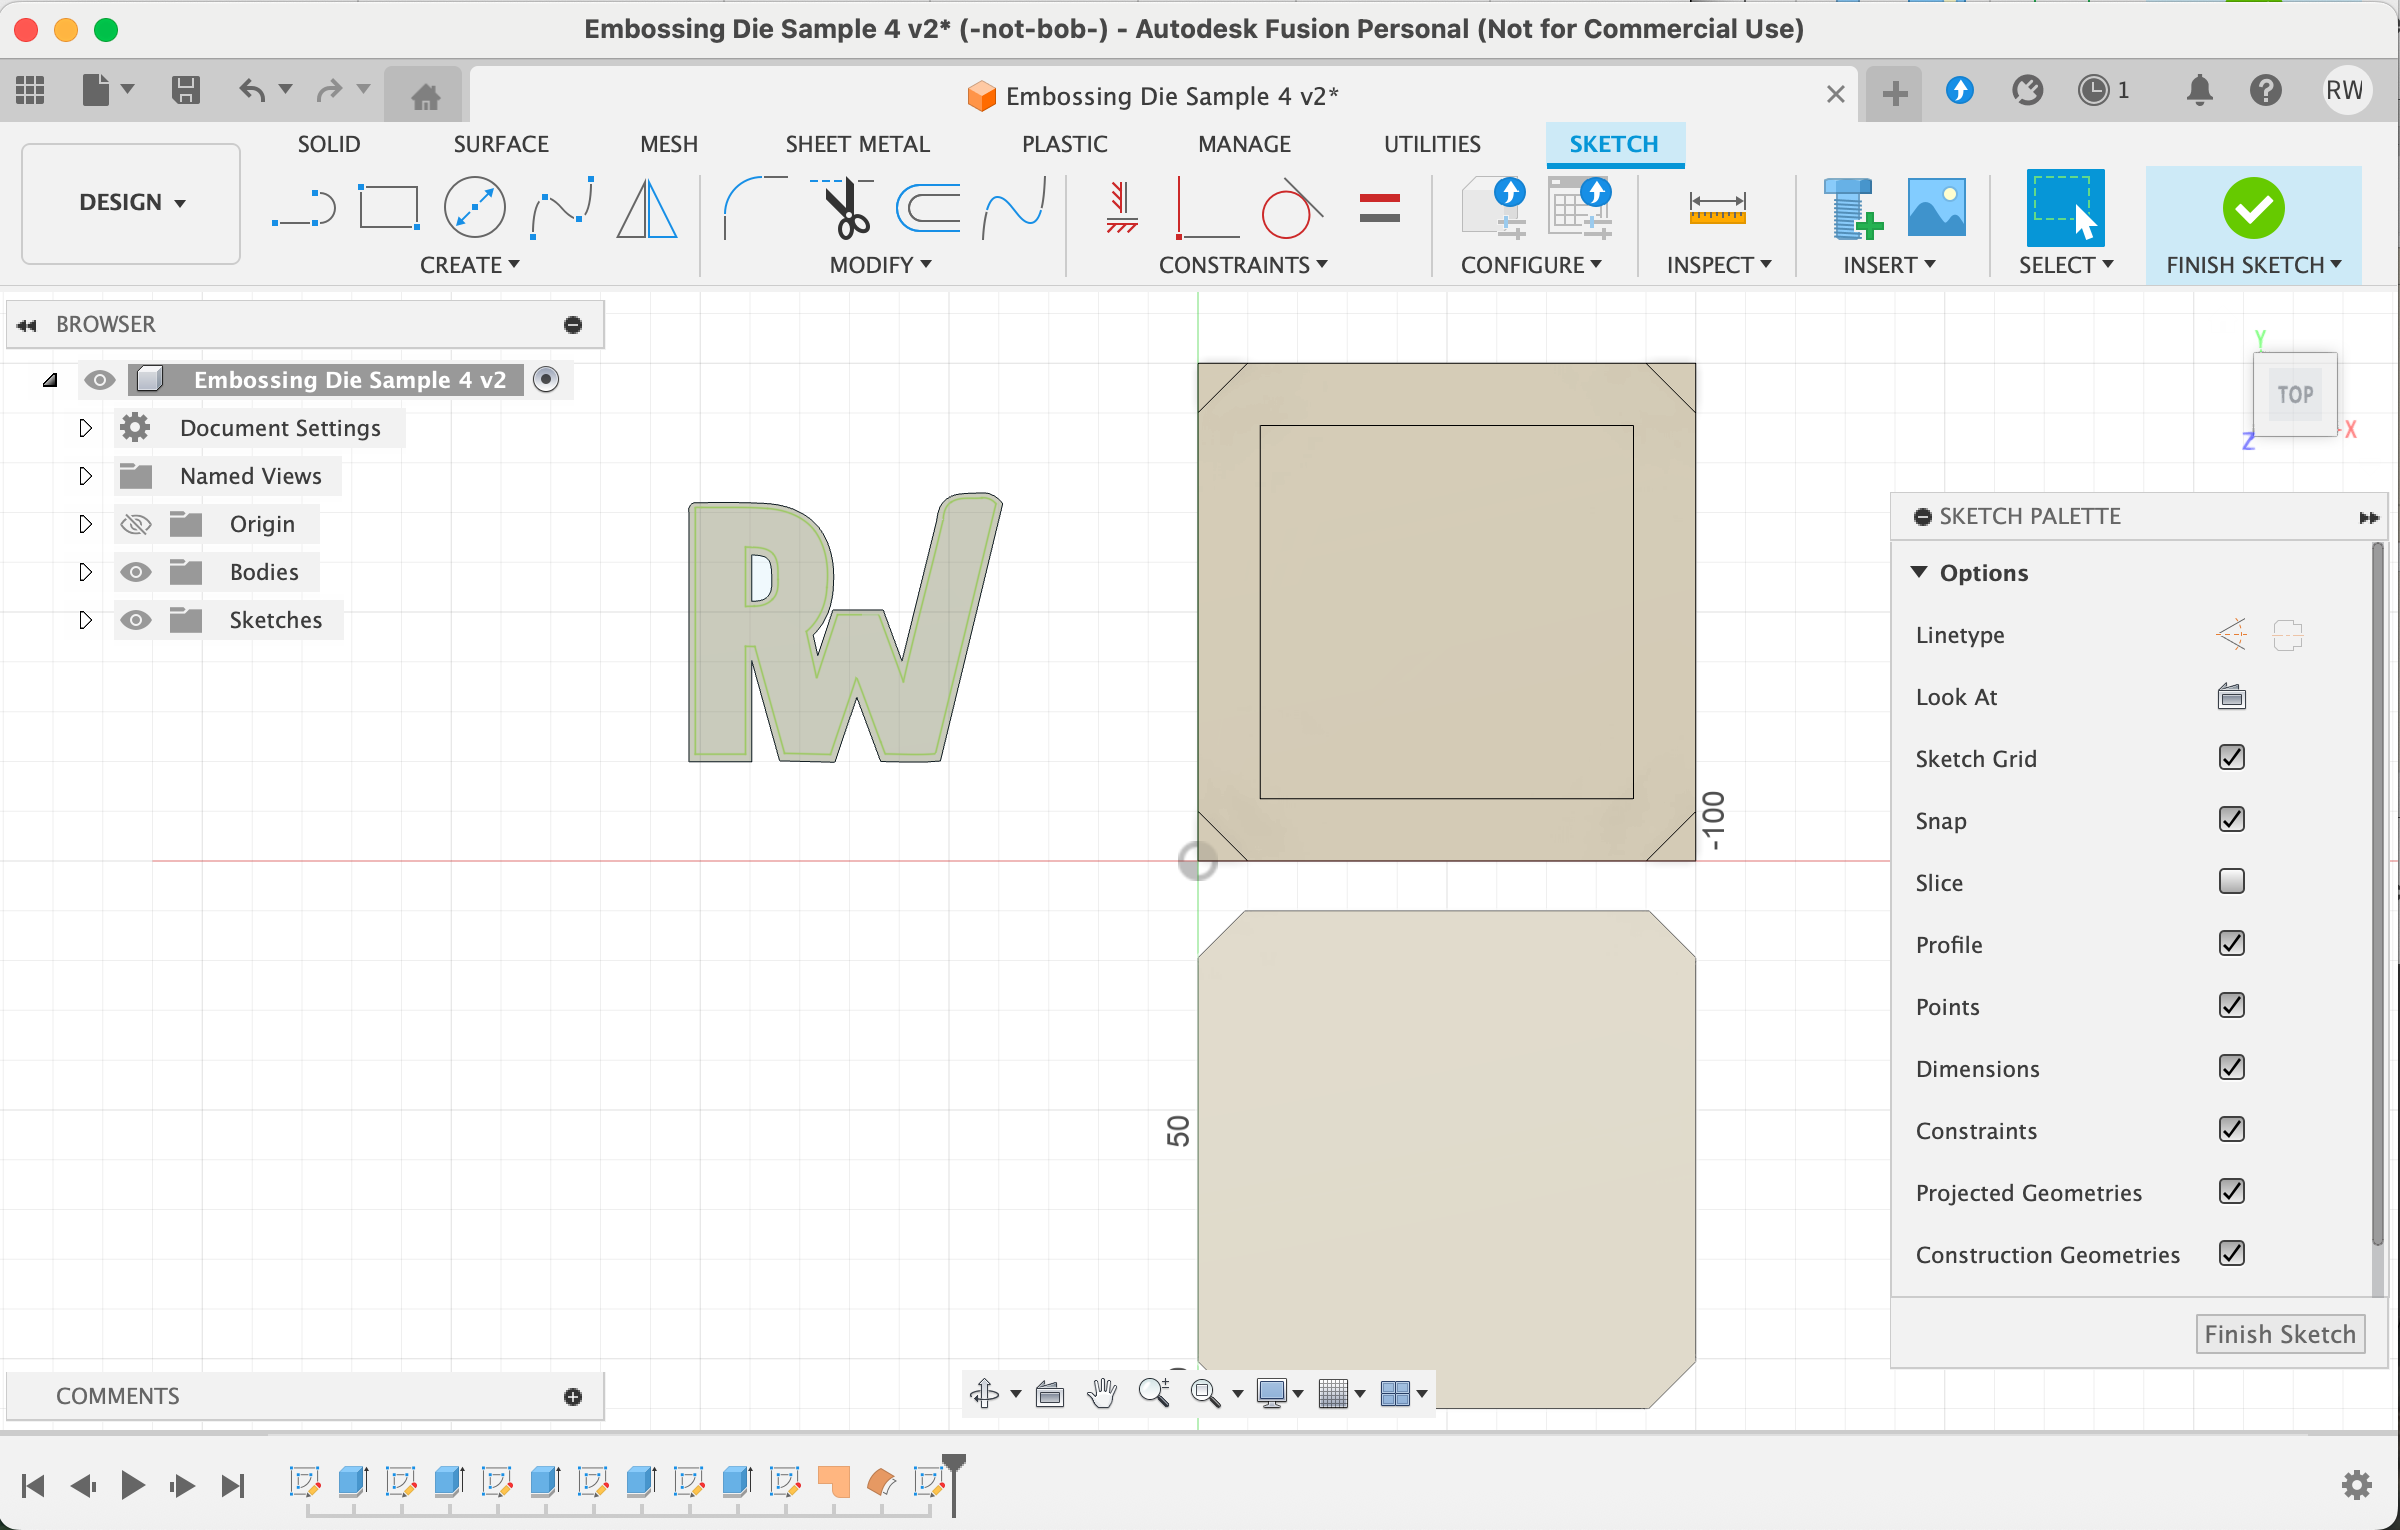 Embossing Die Sample 4 v2* (-not-bob-) - Autodesk Fusion Personal (Not for Commercial Use)
Embossing Die Sample 4 v2*
1
RW
DESIGN
SOLID
SURFACE
MESH
SHEET METAL
PLASTIC
MANAGE
UTILITIES
SKETCH
CREATE
MODIFY
CONSTRAINTS
CONFIGURE
INSPECT
INSERT
SELECT
FINISH SKETCH
BROWSER
Embossing Die Sample 4 v2
Document Settings
Named Views
Origin
Bodies
Sketches
RW
-100
50
Y
TOP
X
Z
SKETCH PALETTE
Options
Linetype
Look At
Sketch Grid
Snap
Slice
Profile
Points
Dimensions
Constraints
Projected Geometries
Construction Geometries
Finish Sketch
COMMENTS